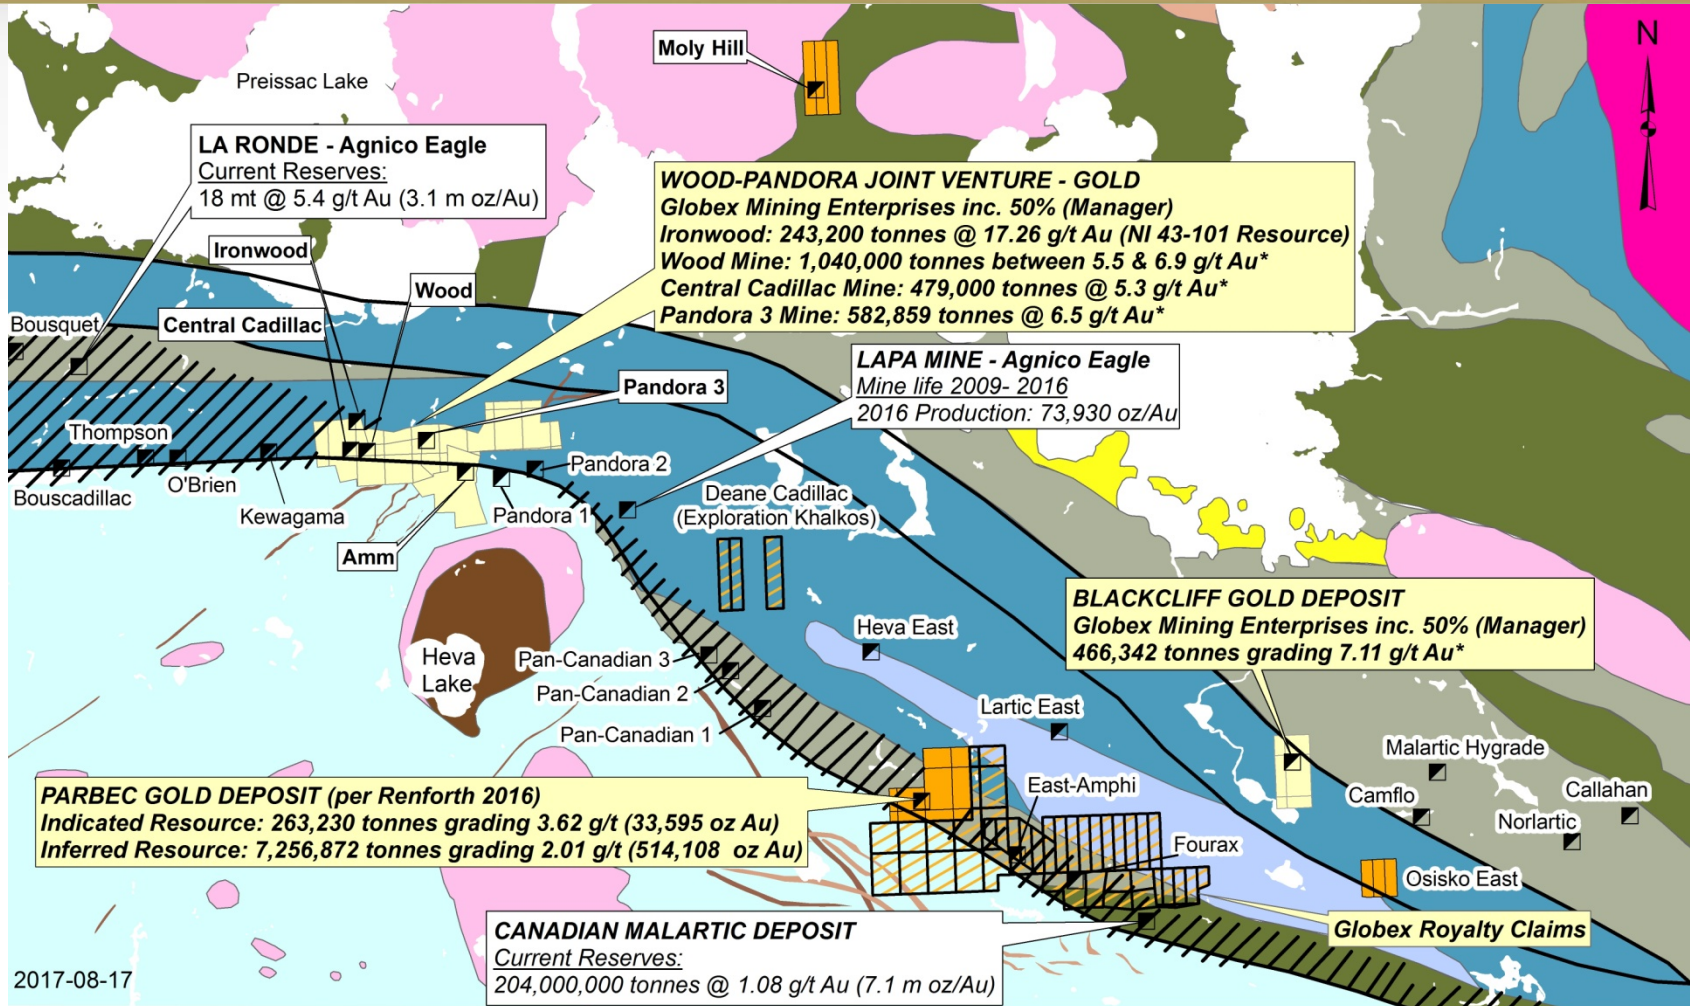 N
Moly Hill
Preissac Lake
LA RONDE - Agnico Eagle
Current Reserves:
18 mt @ 5.4 g/t Au (3.1 m oz/Au)
WOOD-PANDORA JOINT VENTURE - GOLD
Globex Mining Enterprises inc. 50% (Manager)
Ironwood: 243,200 tonnes @ 17.26 g/t Au (NI 43-101 Resource)
Wood Mine: 1,040,000 tonnes between 5.5 & 6.9 g/t Au*
Central Cadillac Mine: 479,000 tonnes @ 5.3 g/t Au*
Pandora 3 Mine: 582,859 tonnes @ 6.5 g/t Au*
Ironwood
Wood
Bousquet
Central Cadillac
LAPA MINE - Agnico Eagle
Mine life 2009- 2016
2016 Production: 73,930 oz/Au
Pandora 3
Thompson
Pandora 2
Bouscadillac
O'Brien
Kewagama
Pandora 1
Deane Cadillac
(Exploration Khalkos)
Amm
BLACKCLIFF GOLD DEPOSIT
Globex Mining Enterprises inc. 50% (Manager)
466,342 tonnes grading 7.11 g/t Au*
Heva East
Heva
Lake
Pan-Canadian 3
Pan-Canadian 2
Pan-Canadian 1
Lartic East
Malartic Hygrade
Callahan
Camflo
Norlartic
East-Amphi
PARBEC GOLD DEPOSIT (per Renforth 2016)
Indicated Resource: 263,230 tonnes grading 3.62 g/t (33,595 oz Au)
Inferred Resource: 7,256,872 tonnes grading 2.01 g/t (514,108 oz Au)
Fourax
Osisko East
Globex Royalty Claims
CANADIAN MALARTIC DEPOSIT
Current Reserves:
204,000,000 tonnes @ 1.08 g/t Au (7.1 m oz/Au)
2017-08-17